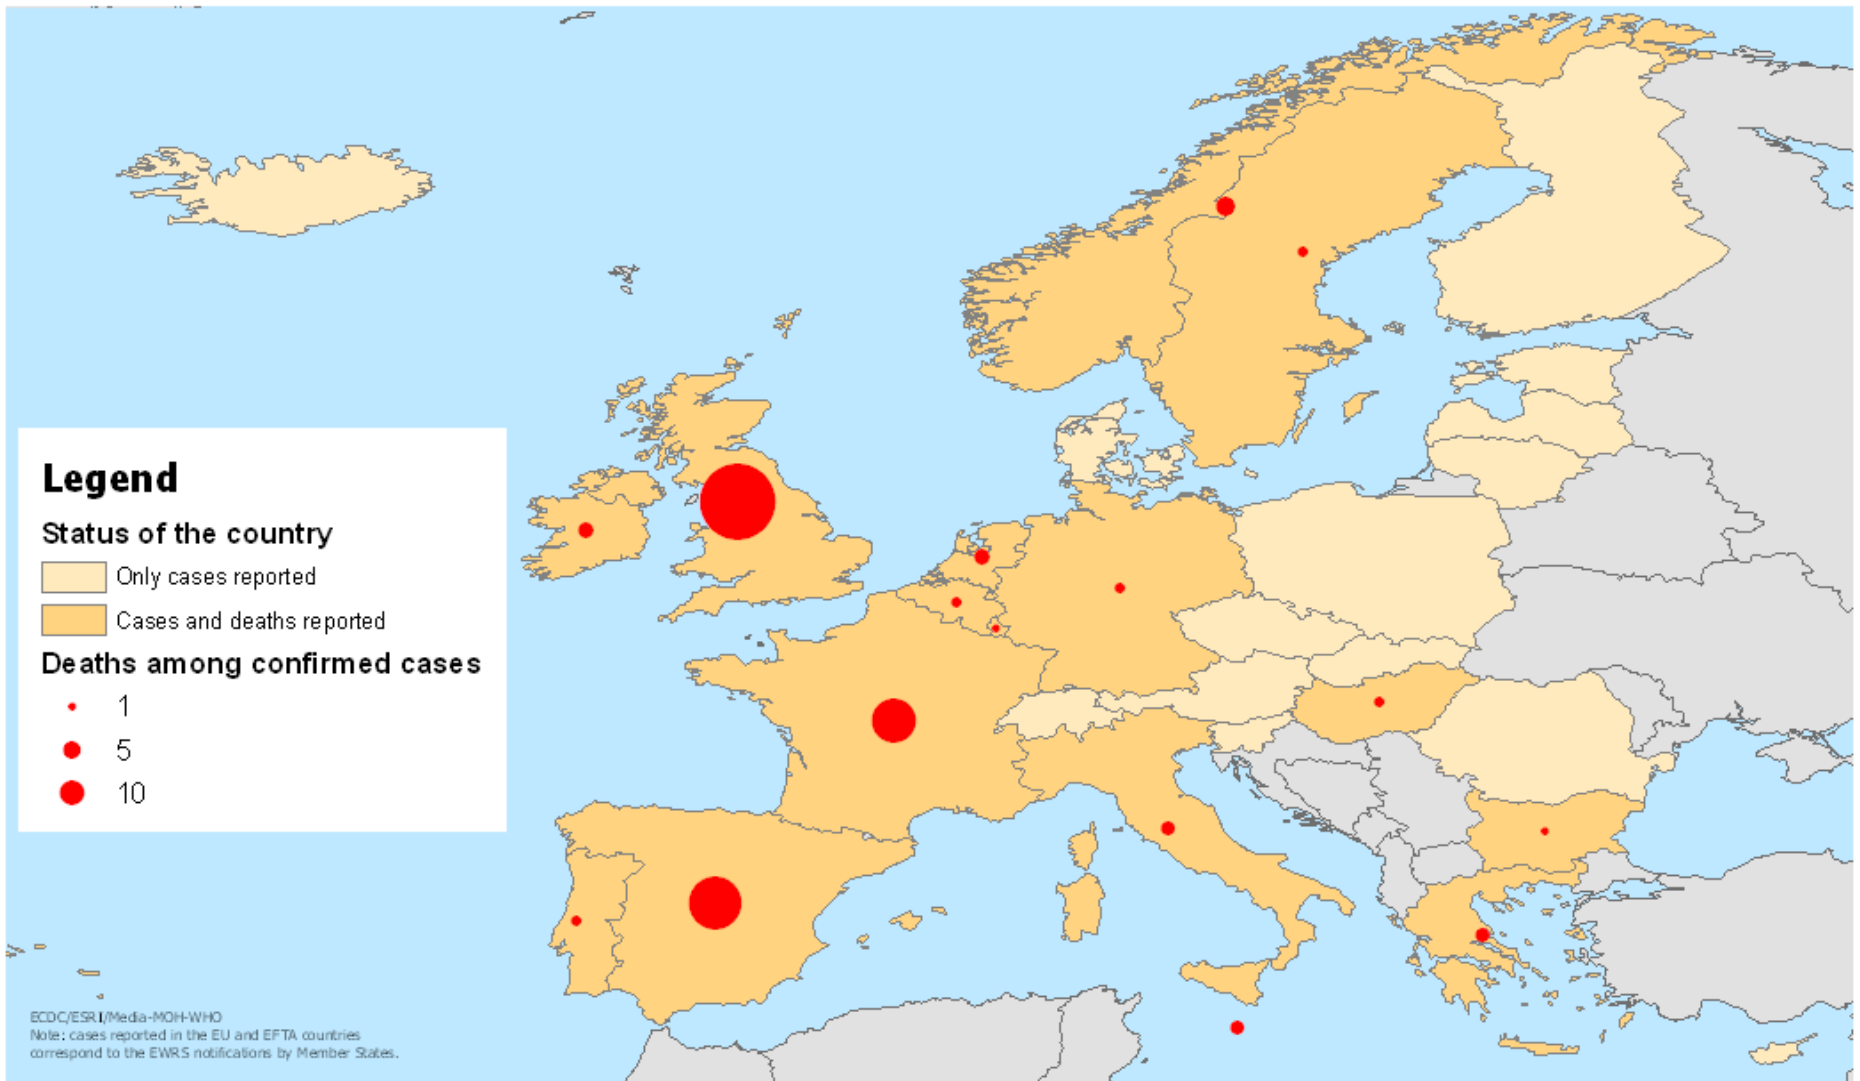 Legend
Status of the country
Only cases reported
Cases and deaths reported
Deaths among confirmed cases
1
5
10
ECDC/ESRI/Media-MOH-WHO
Note: cases reported in the EU and EFTA countries
correspond to the EWRS notifications by Member States.